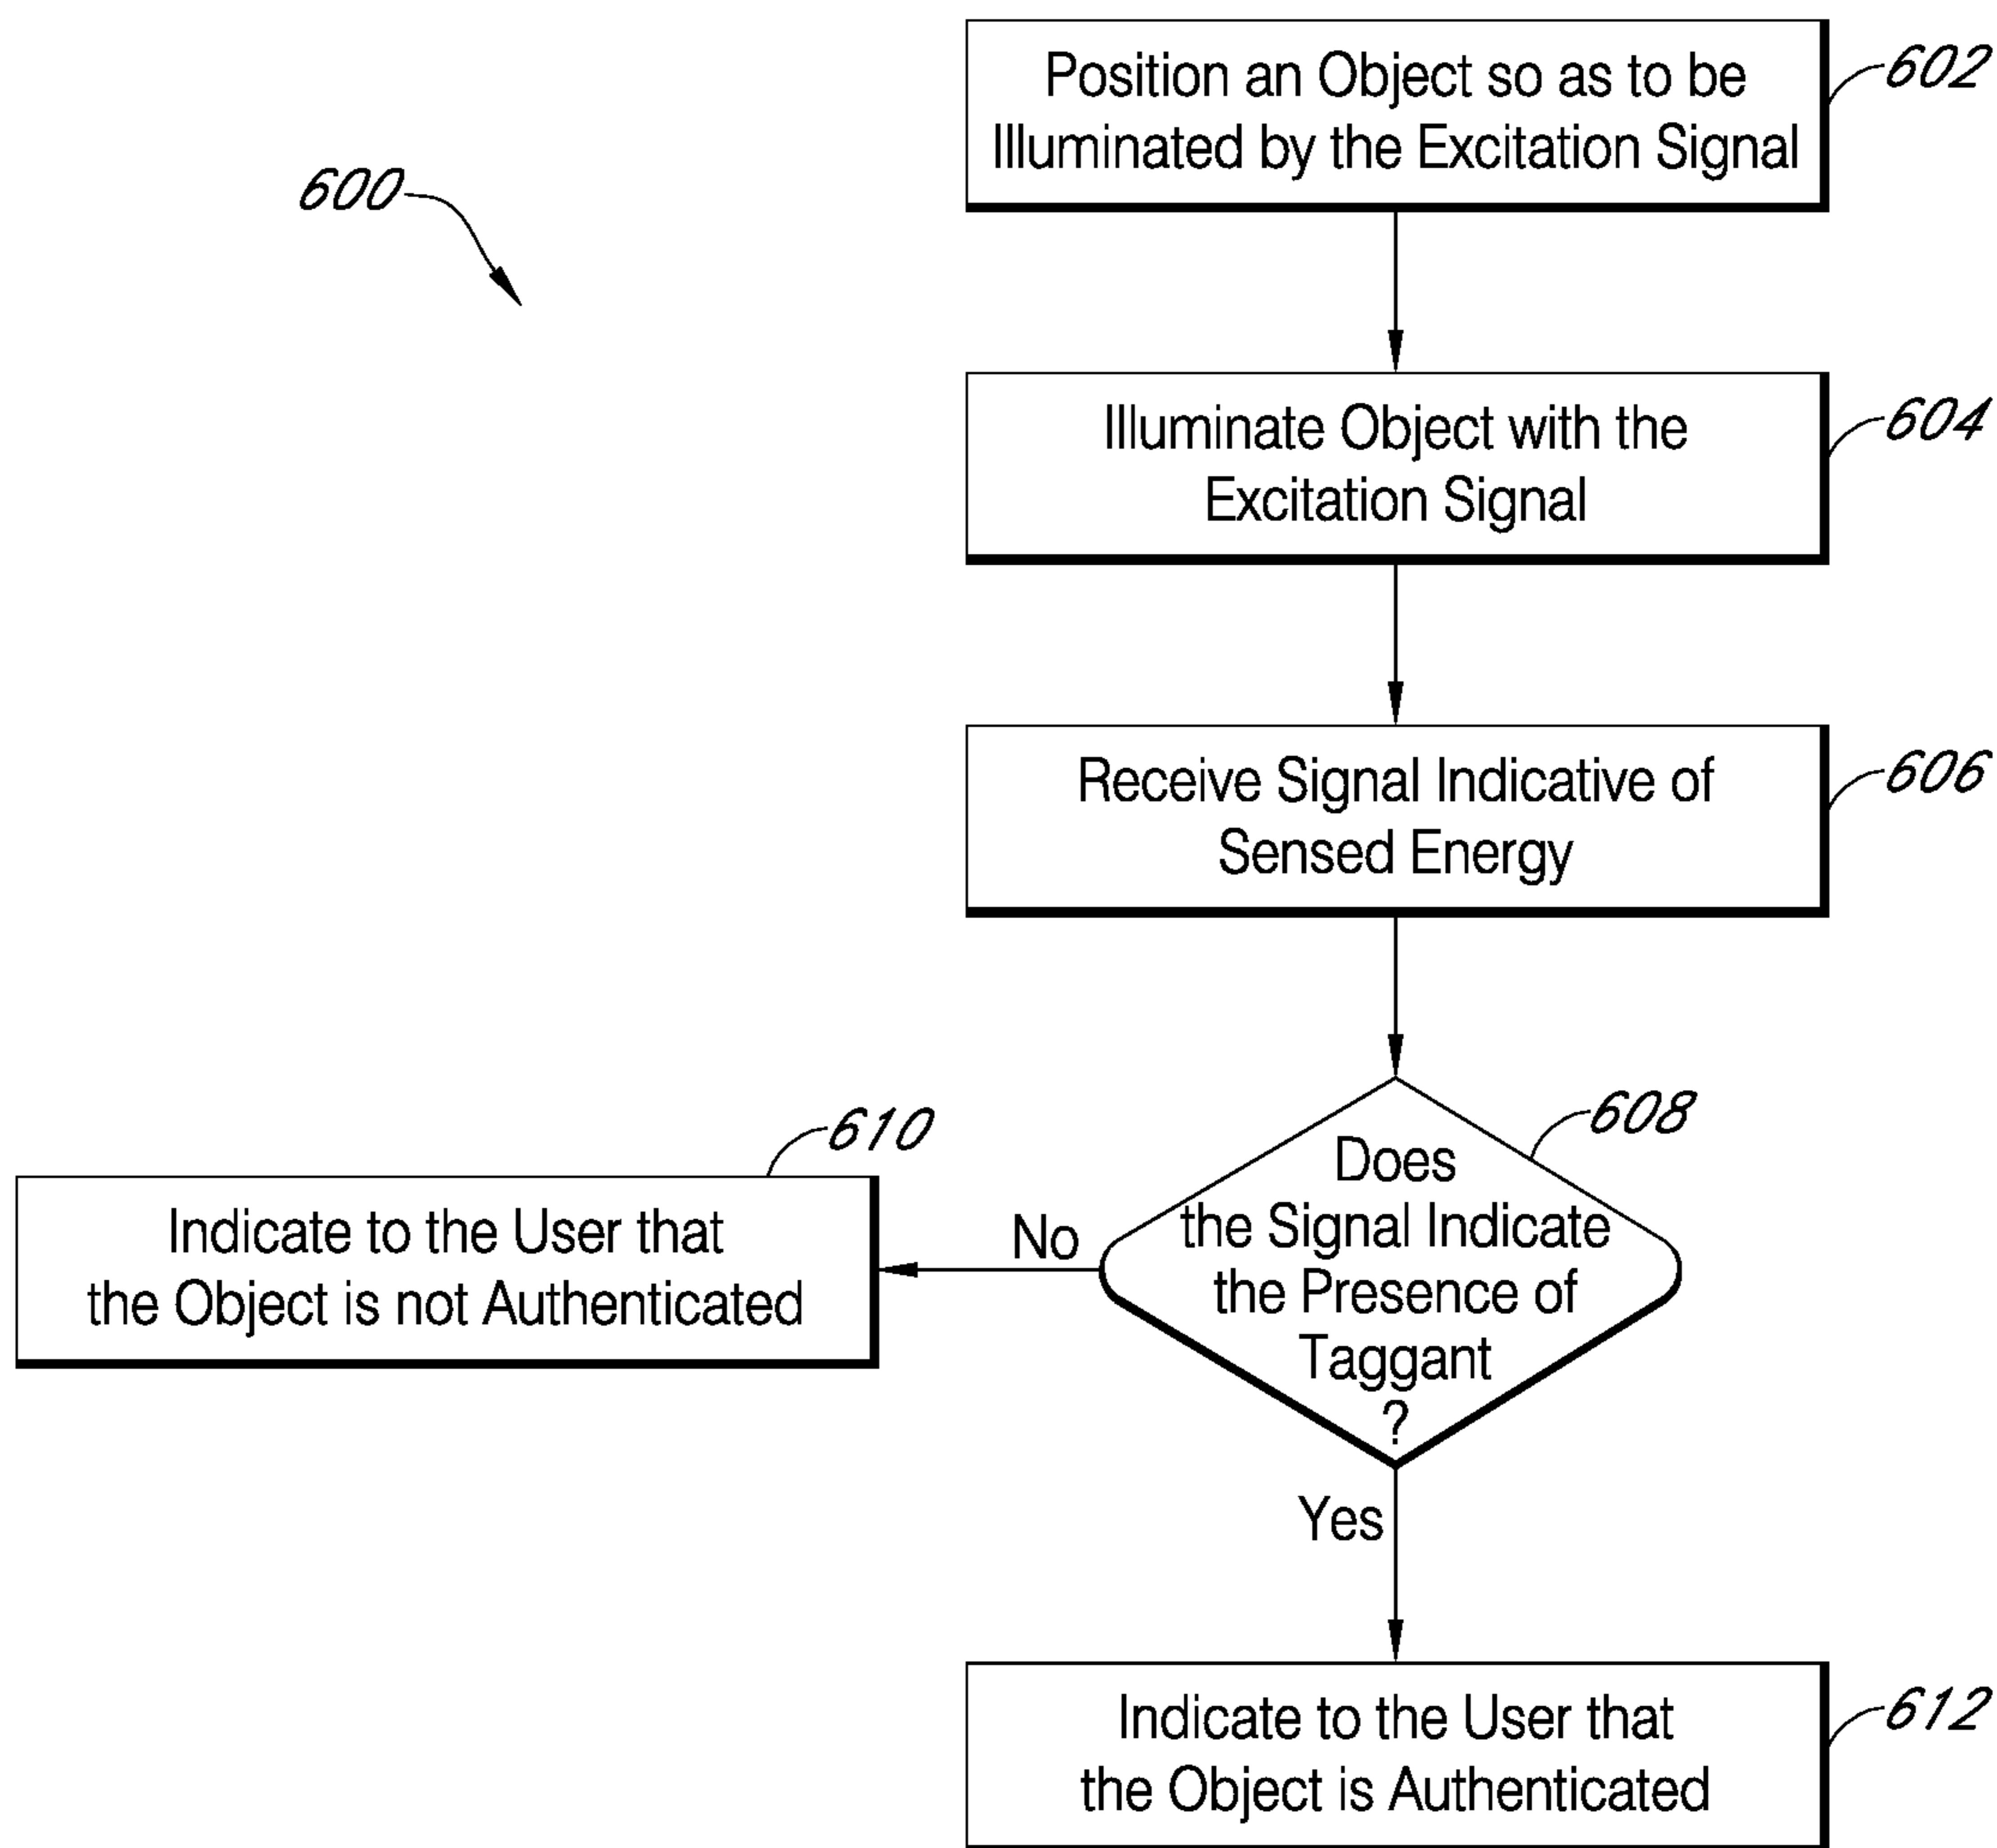 Position an Object so as to be
Illuminated by the Excitation Signal
602
600
Illuminate Object with the
Excitation Signal
604
Receive Signal Indicative of
Sensed Energy
606
Does
the Signal Indicate
the Presence of
Taggant
?
608
No
610
Indicate to the User that
the Object is not Authenticated
Yes
Indicate to the User that
the Object is Authenticated
612